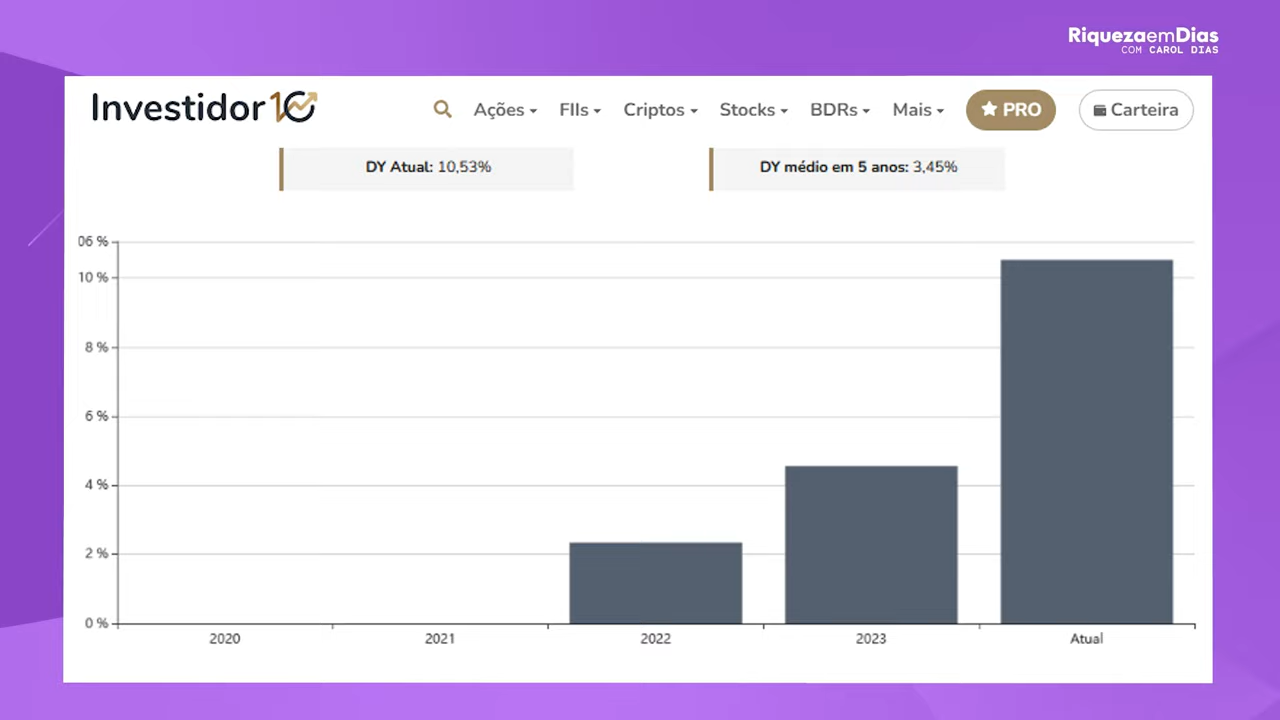 RiquezaemDias
COM CAROL DIAS
Investidor10
Ações FIIs Criptos Stocks BDRs Mais PRO Carteira
DY Atual: 10,53% DY médio em 5 anos: 3,45%
06 %
10 %
8 %
6 %
4 %
2 %
0 %
2020 2021 2022 2023 Atual